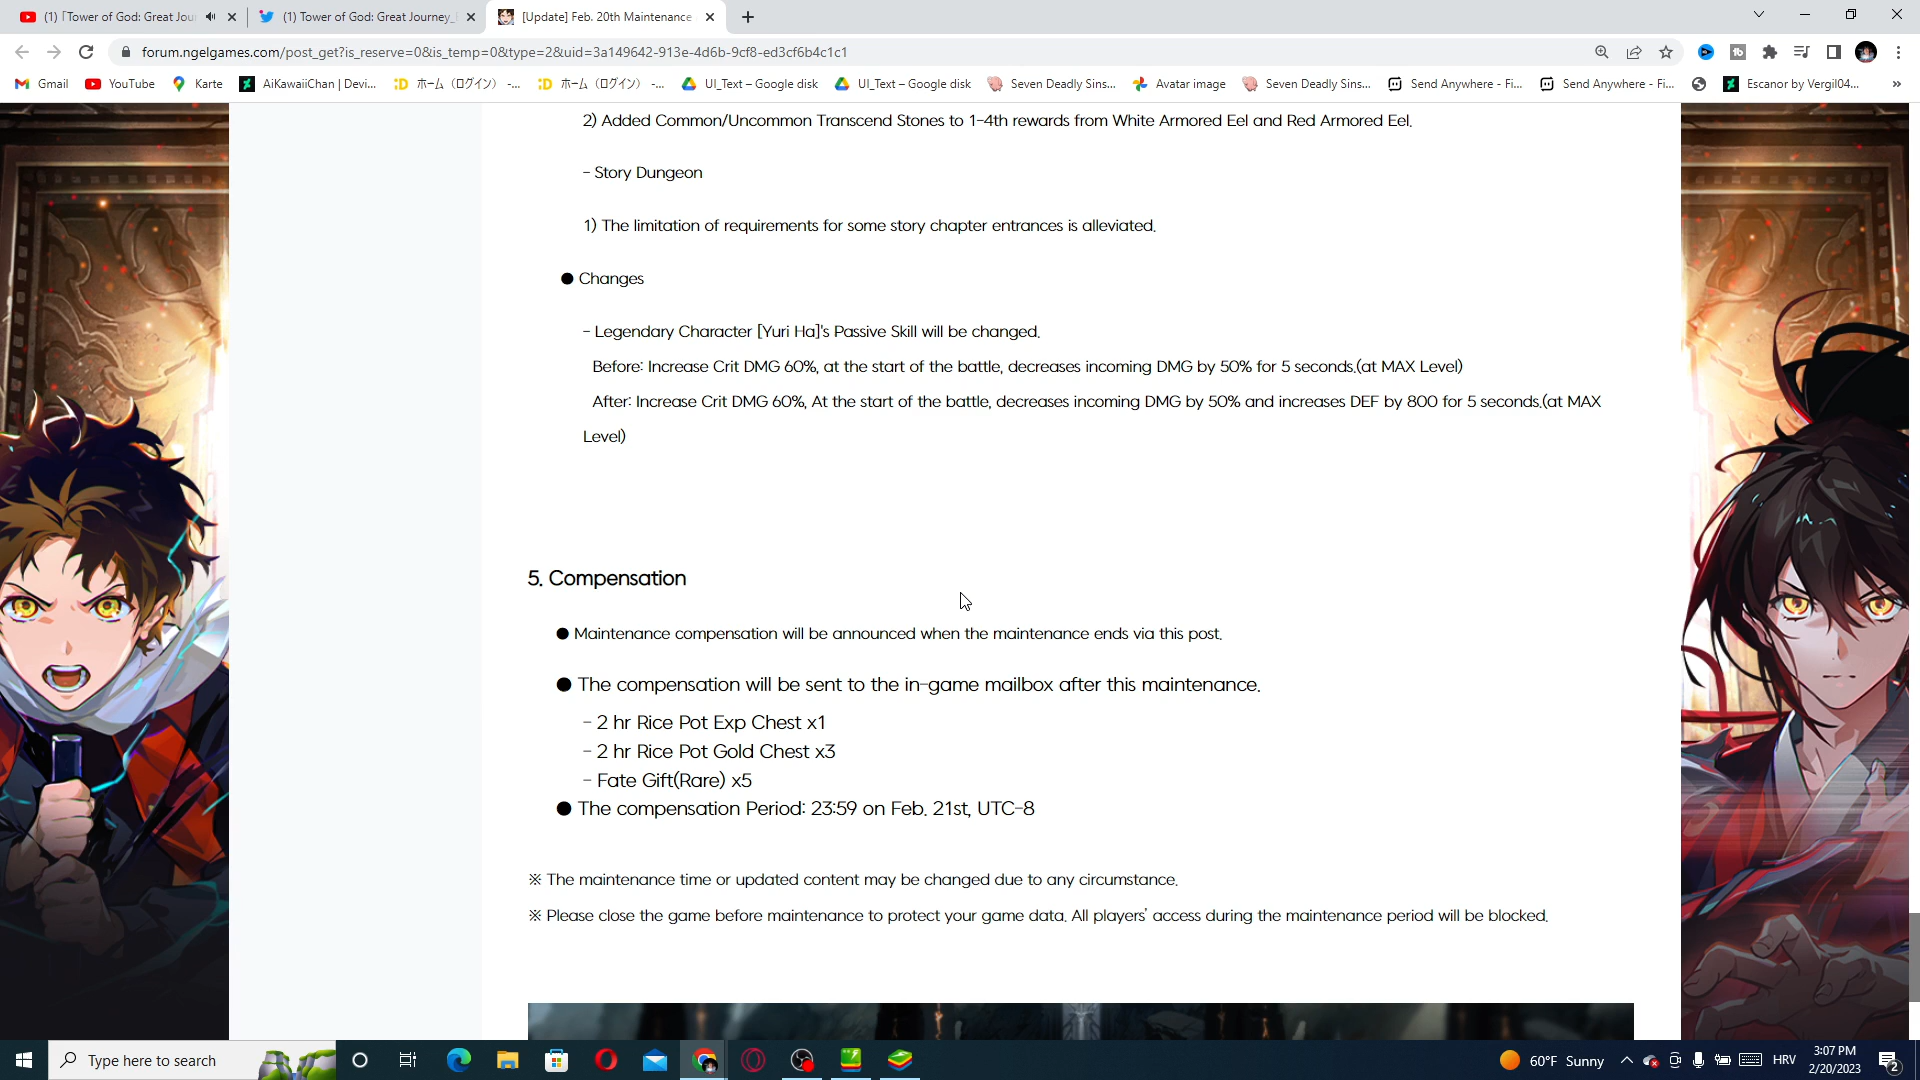 (1) 「Tower of God: Great Jour
(1) Tower of God: Great Journey_
[Update] Feb. 20th Maintenance
forum.ngelgames.com/post_get?is_reserve=0&is_temp=0&type=2&uid=3a149642-913e-4d6b-9cf8-ed3cf6b4c1c1
Gmail YouTube Karte AiKawaiiChan | Devi... :D ホーム（ログイン） -... :D ホーム（ログイン） -... UI_Text – Google disk UI_Text – Google disk Seven Deadly Sins... Avatar image Seven Deadly Sins... Send Anywhere - Fi... Send Anywhere - Fi... Escanor by Vergil04... »
2) Added Common/Uncommon Transcend Stones to 1-4th rewards from White Armored Eel and Red Armored Eel.
- Story Dungeon
1) The limitation of requirements for some story chapter entrances is alleviated.
● Changes
- Legendary Character [Yuri Ha]'s Passive Skill will be changed.
Before: Increase Crit DMG 60%, at the start of the battle, decreases incoming DMG by 50% for 5 seconds.(at MAX Level)
After: Increase Crit DMG 60%, At the start of the battle, decreases incoming DMG by 50% and increases DEF by 800 for 5 seconds.(at MAX
Level)
5. Compensation
● Maintenance compensation will be announced when the maintenance ends via this post.
● The compensation will be sent to the in-game mailbox after this maintenance.
- 2 hr Rice Pot Exp Chest x1
- 2 hr Rice Pot Gold Chest x3
- Fate Gift(Rare) x5
● The compensation Period: 23:59 on Feb. 21st, UTC-8
※ The maintenance time or updated content may be changed due to any circumstance.
※ Please close the game before maintenance to protect your game data. All players' access during the maintenance period will be blocked.
Type here to search
60°F Sunny
HRV
3:07 PM
2/20/2023
2